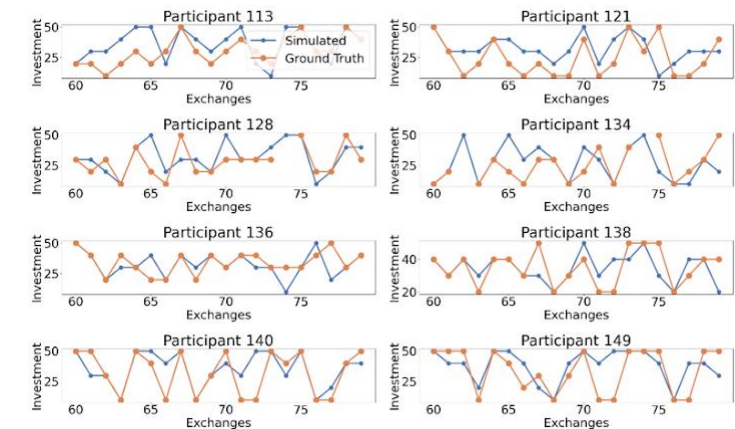 Participant 113
Participant 121
50
25
Investment
Simulated
Ground Truth
60
65
70
75
Exchanges
50
25
Investment
60
65
70
75
Exchanges
Participant 128
Participant 134
50
25
Investment
60
65
70
75
Exchanges
50
25
Investment
60
65
70
75
Exchanges
Participant 136
Participant 138
50
25
Investment
60
65
70
75
Exchanges
40
20
Investment
60
65
70
75
Exchanges
Participant 140
Participant 149
50
25
Investment
60
65
70
75
Exchanges
50
25
Investment
60
65
70
75
Exchanges